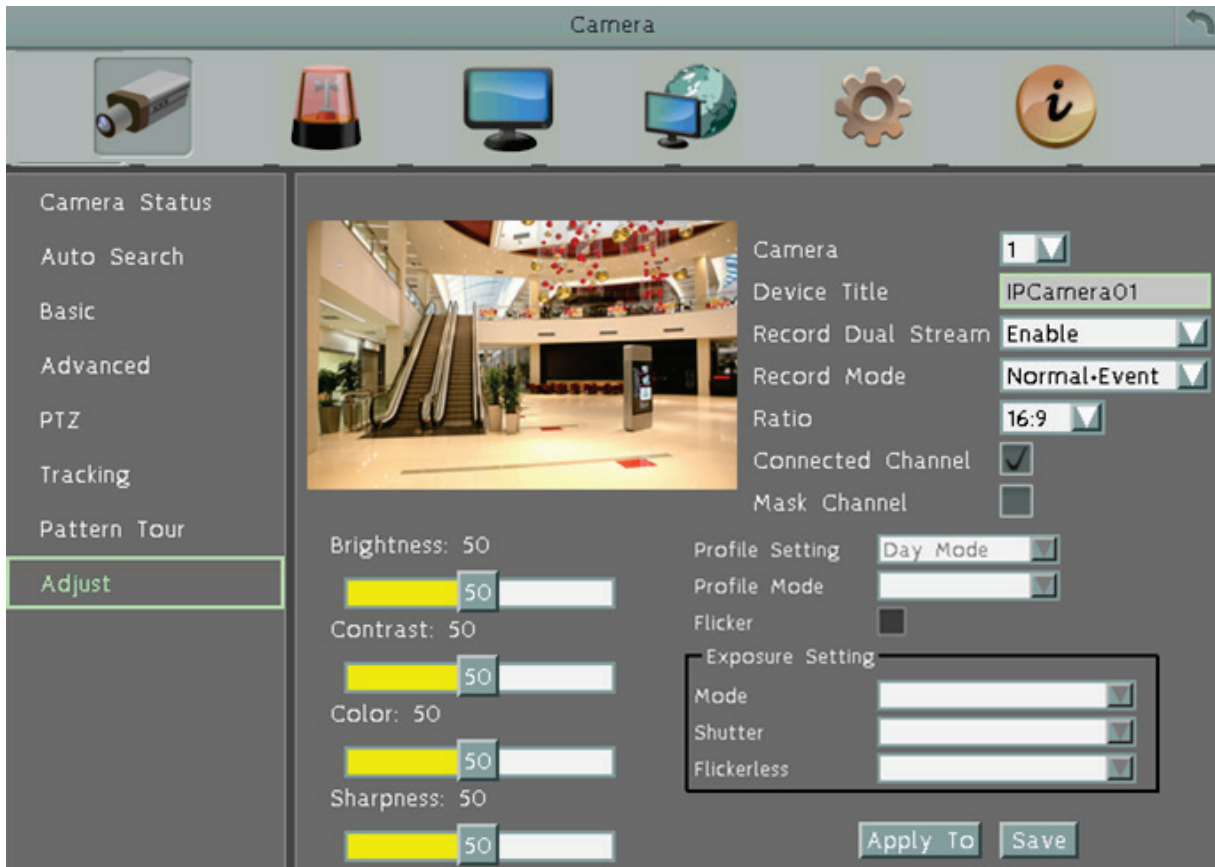 Camera
Camera Status
Auto Search
Basic
Advanced
PTZ
Tracking
Pattern Tour
Adjust
Camera 1
Device Title IPCamera01
Record Dual Stream Enable
Record Mode Normal+Event
Ratio 16:9
Connected Channel
Mask Channel
Brightness: 50
50
Contrast: 50
50
Color: 50
50
Sharpness: 50
50
Profile Setting Day Mode
Profile Mode
Flicker
Exposure Setting
Mode
Shutter
Flickerless
Apply To Save